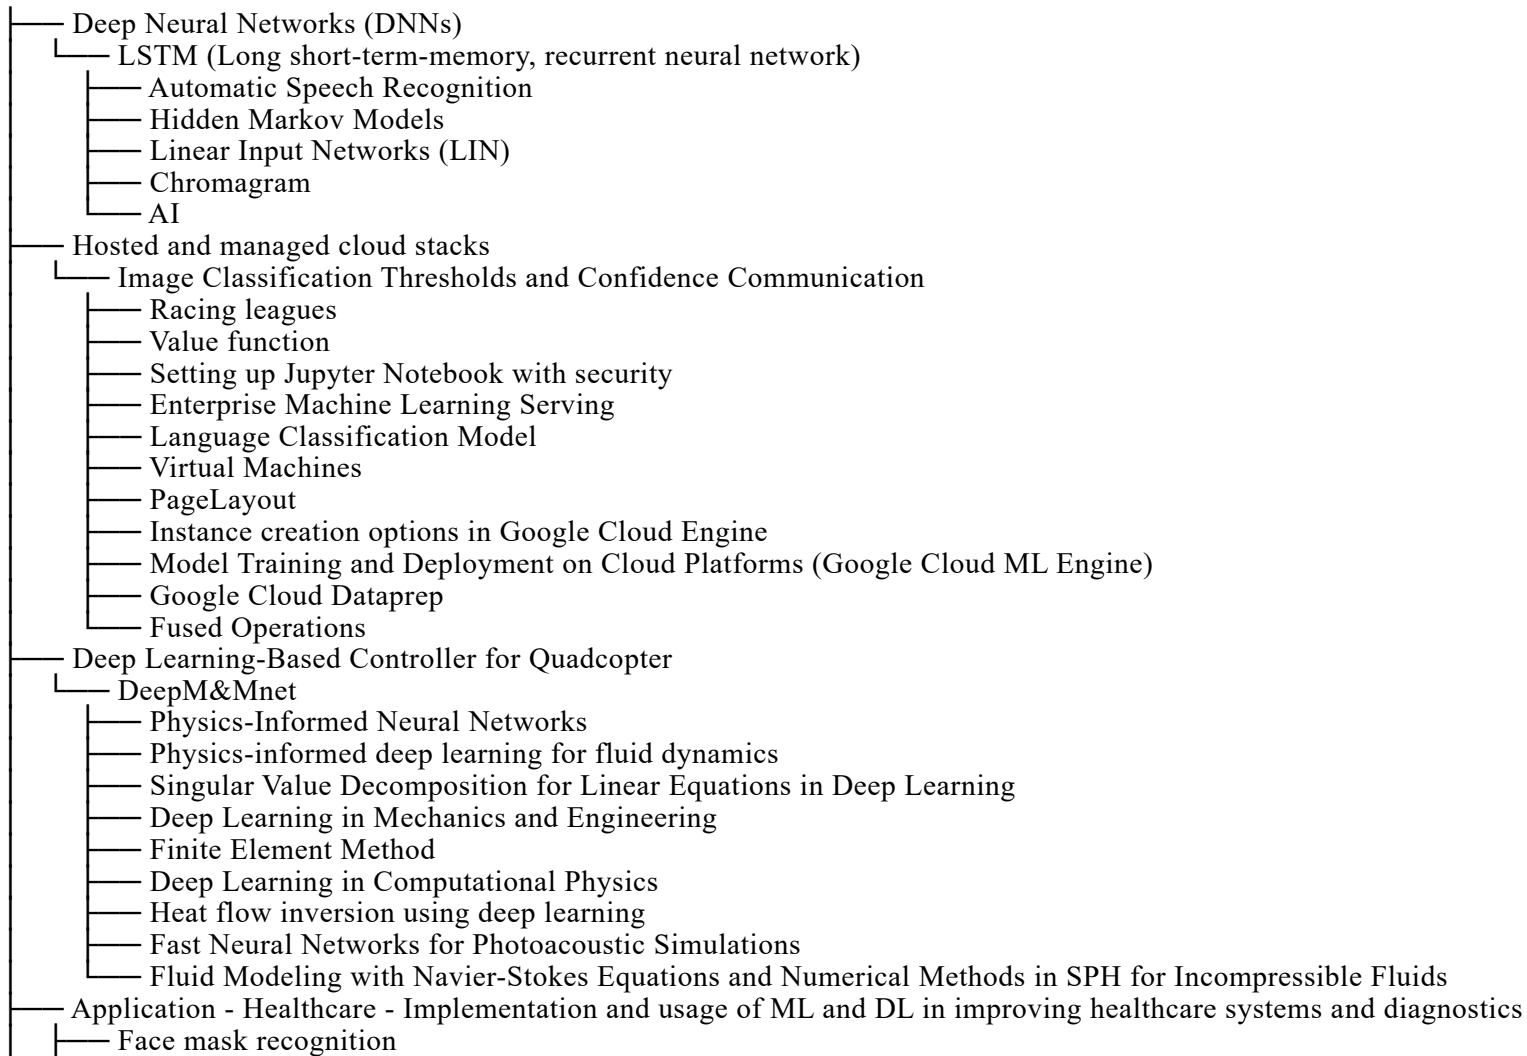 Deep Neural Networks (DNNs)
LSTM (Long short-term-memory, recurrent neural network)
Automatic Speech Recognition
Hidden Markov Models
Linear Input Networks (LIN)
Chromagram
AI
Hosted and managed cloud stacks
Image Classification Thresholds and Confidence Communication
Racing leagues
Value function
Setting up Jupyter Notebook with security
Enterprise Machine Learning Serving
Language Classification Model
Virtual Machines
PageLayout
Instance creation options in Google Cloud Engine
Model Training and Deployment on Cloud Platforms (Google Cloud ML Engine)
Google Cloud Dataprep
Fused Operations
Deep Learning-Based Controller for Quadcopter
DeepM&Mnet
Physics-Informed Neural Networks
Physics-informed deep learning for fluid dynamics
Singular Value Decomposition for Linear Equations in Deep Learning
Deep Learning in Mechanics and Engineering
Finite Element Method
Deep Learning in Computational Physics
Heat flow inversion using deep learning
Fast Neural Networks for Photoacoustic Simulations
Fluid Modeling with Navier-Stokes Equations and Numerical Methods in SPH for Incompressible Fluids
Application - Healthcare - Implementation and usage of ML and DL in improving healthcare systems and diagnostics
Face mask recognition